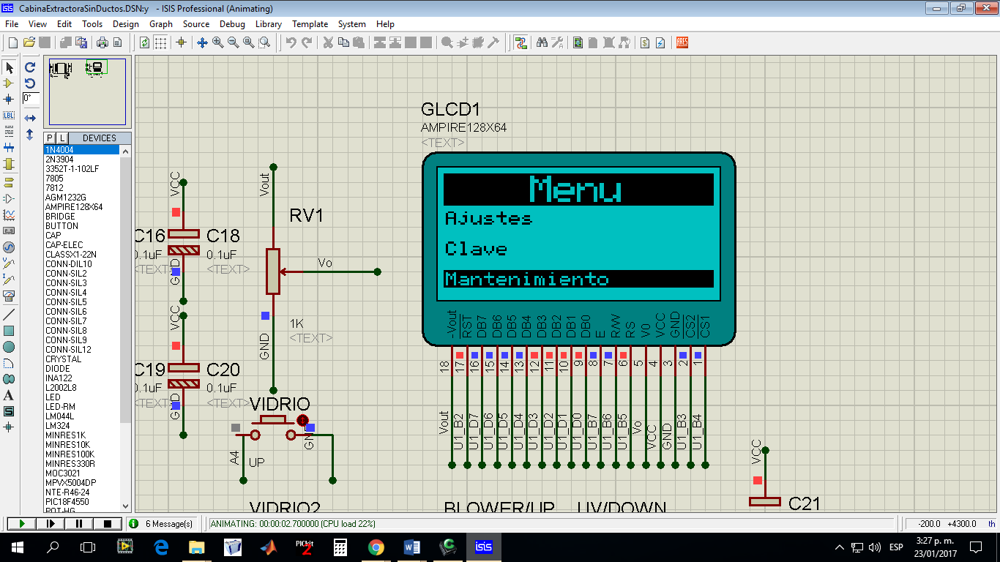 CabinaExtractoraSinDuctos.DSN:y - ISIS Professional (Animating)
File View Edit Tools Design Graph Source Debug Library Template System Help
LBL
0°
A
S
P L DEVICES
1N4004
2N3904
3352T-1-102LF
7805
7812
AGM1232G
AMPIRE128X64
BRIDGE
BUTTON
CAP
CAP-ELEC
CLASSX1-22N
CONN-DIL10
CONN-SIL2
CONN-SIL3
CONN-SIL4
CONN-SIL5
CONN-SIL6
CONN-SIL7
CONN-SIL8
CONN-SIL9
CONN-SIL12
CRYSTAL
DIODE
INA122
L2002L8
LED
LED-RM
LM044L
LM324
MINRES1K
MINRES10K
MINRES100K
MINRES330R
MOC3021
MPVX5004DP
NTE-R46-24
PIC18F4550
POT-HG
VCC
C16
0.1uF
<TEXT>
C18
0.1uF
<TEXT>
GND
VCC
C19
0.1uF
<TEXT>
C20
0.1uF
<TEXT>
GND
Vout
RV1
Vo
1K
<TEXT>
GND
VIDRIO
A4
UP
GND
VIDRIO2
GLCD1
AMPIRE128X64
<TEXT>
Menu
Ajustes
Clave
Mantenimiento
-Vout RST DB7 DB6 DB5 DB4 DB3 DB2 DB1 DB0 E R/W RS V0 VCC GND CS2 CS1
18 17 16 15 14 13 12 11 10 9 8 7 6 5 4 3 2 1
Vout U1_B2 U1_D7 U1_D6 U1_D5 U1_D4 U1_D3 U1_D2 U1_D1 U1_D0 U1_B7 U1_B6 U1_B5 Vo VCC GND U1_B3 U1_B4
BLOWER/UP UV/DOWN
VCC
C21
ARES
6 Message(s)
ANIMATING: 00:00:02.700000 (CPU load 22%)
-200.0 +4300.0 th
PICkit 2
isis
ESP
3:27 p. m.
23/01/2017